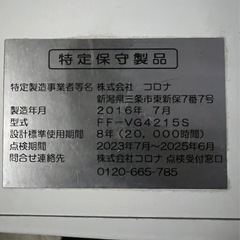 特定保守製品
特定製造事業者等名 株式会社 コロナ
新潟県三条市東新保7番7号
製造年月 2016年 7月
型式 FF-VG4215S
設計標準使用期間 8年(20,000時間)
点検期間 2023年7月〜2025年6月
問合せ連絡先 株式会社コロナ 点検受付窓口
0120-665-785